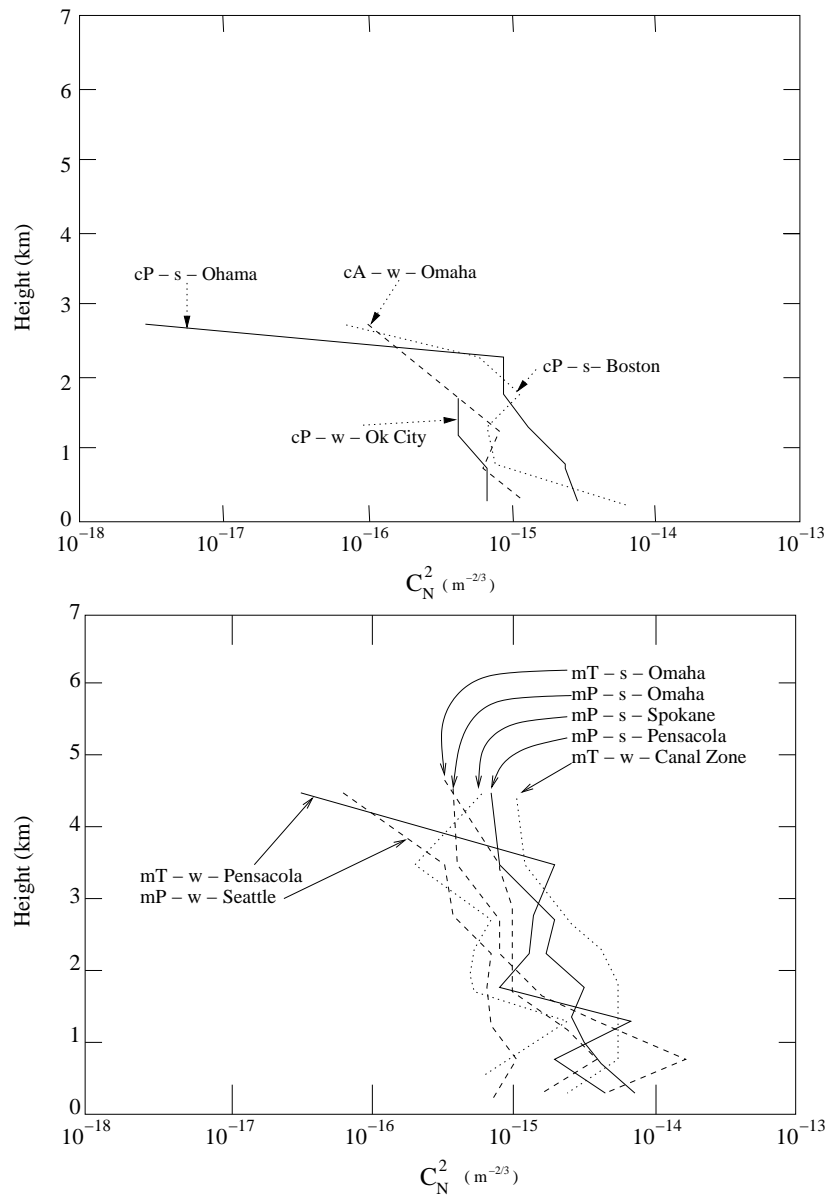 7
6
5
4
3
2
1
0
Height (km)
cP – s – Ohama
cA – w – Omaha
cP – s– Boston
cP – w – Ok City
10^−18
10^−17
10^−16
10^−15
10^−14
10^−13
C_N^2 ( m^−2/3 )
7
6
5
4
3
2
1
0
Height (km)
mT – s – Omaha
mP – s – Omaha
mP – s – Spokane
mP – s – Pensacola
mT – w – Canal Zone
mT – w – Pensacola
mP – w – Seattle
10^−18
10^−17
10^−16
10^−15
10^−14
10^−13
C_N^2 ( m^−2/3 )